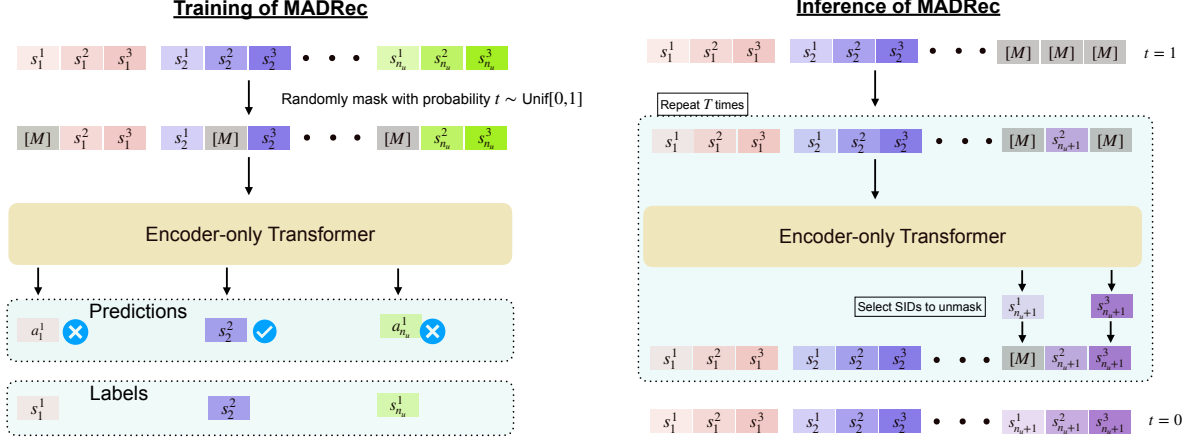 Training of MADRec
s_1^1 s_1^2 s_1^3 s_2^1 s_2^2 s_2^3 • • • s_{n_u}^1 s_{n_u}^2 s_{n_u}^3
Randomly mask with probability t ∼ Unif[0,1]
[M] s_1^2 s_1^3 s_2^1 [M] s_2^3 • • • [M] s_{n_u}^2 s_{n_u}^3
Encoder-only Transformer
Predictions
a_1^1 s_2^2 a_{n_u}^1
Labels
s_1^1 s_2^2 s_{n_u}^1
Inference of MADRec
s_1^1 s_1^2 s_1^3 s_2^1 s_2^2 s_2^3 • • • [M] [M] [M] t = 1
Repeat T times
s_1^1 s_1^2 s_1^3 s_2^1 s_2^2 s_2^3 • • • [M] s_{n_u+1}^2 [M]
Encoder-only Transformer
Select SIDs to unmask s_{n_u+1}^1 s_{n_u+1}^3
s_1^1 s_1^2 s_1^3 s_2^1 s_2^2 s_2^3 • • • [M] s_{n_u+1}^2 s_{n_u+1}^3
s_1^1 s_1^2 s_1^3 s_2^1 s_2^2 s_2^3 • • • s_{n_u+1}^1 s_{n_u+1}^2 s_{n_u+1}^3 t = 0